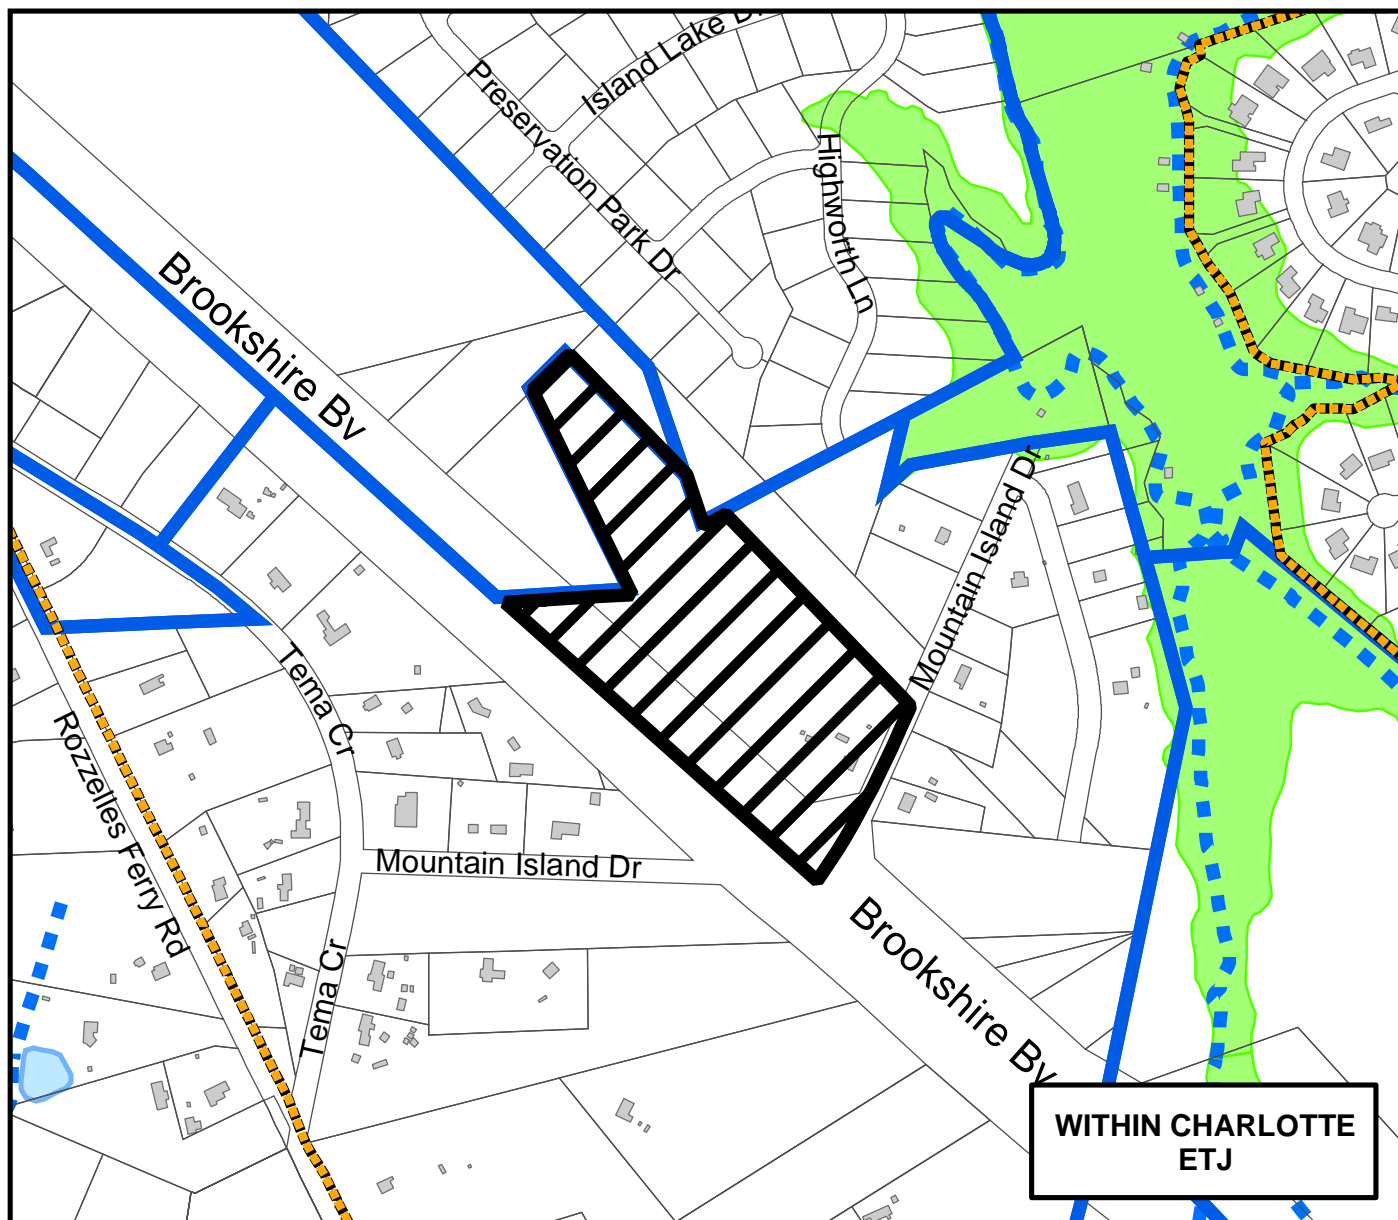 Island Lake Dr
Preservation Park Dr
Highworth Ln
Brookshire Bv
Mountain Island Dr
Tema Cr
Rozzelles Ferry Rd
Mountain Island Dr
Brookshire Bv
Tema Cr
WITHIN CHARLOTTE
ETJ